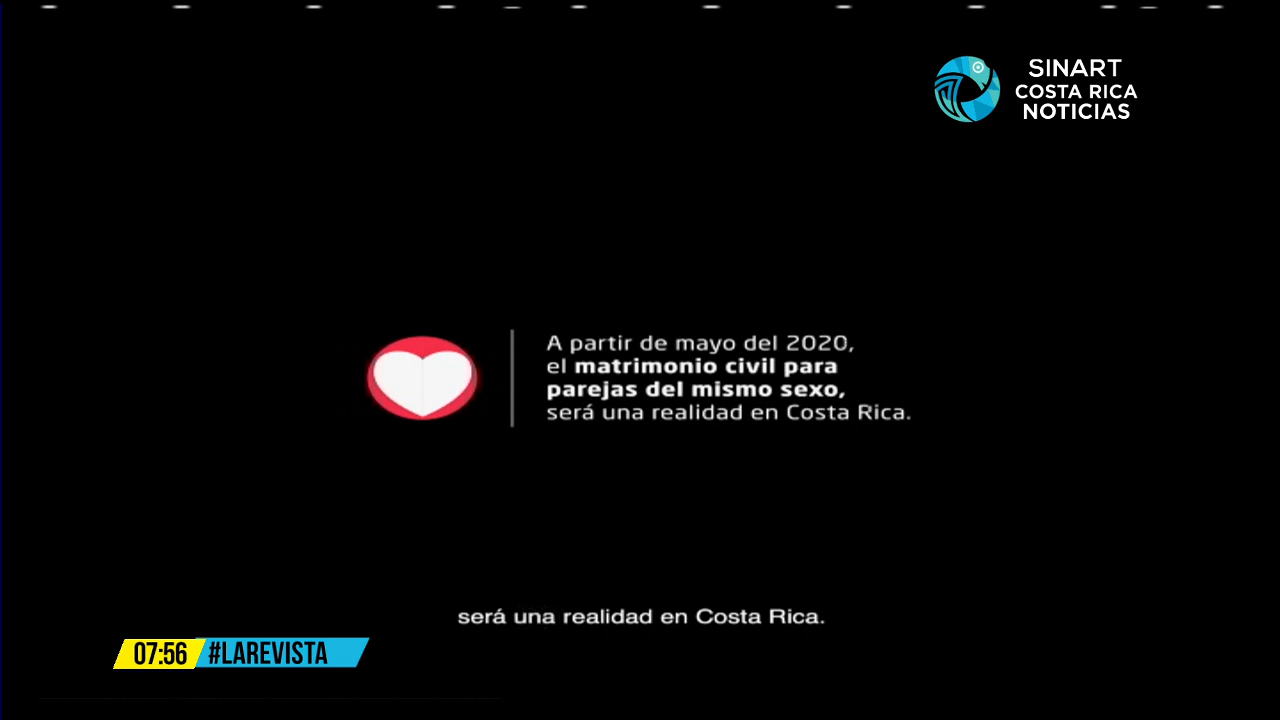 SINART
COSTA RICA
NOTICIAS
A partir de mayo del 2020,
el matrimonio civil para
parejas del mismo sexo,
será una realidad en Costa Rica.
será una realidad en Costa Rica.
07:56 #LAREVISTA